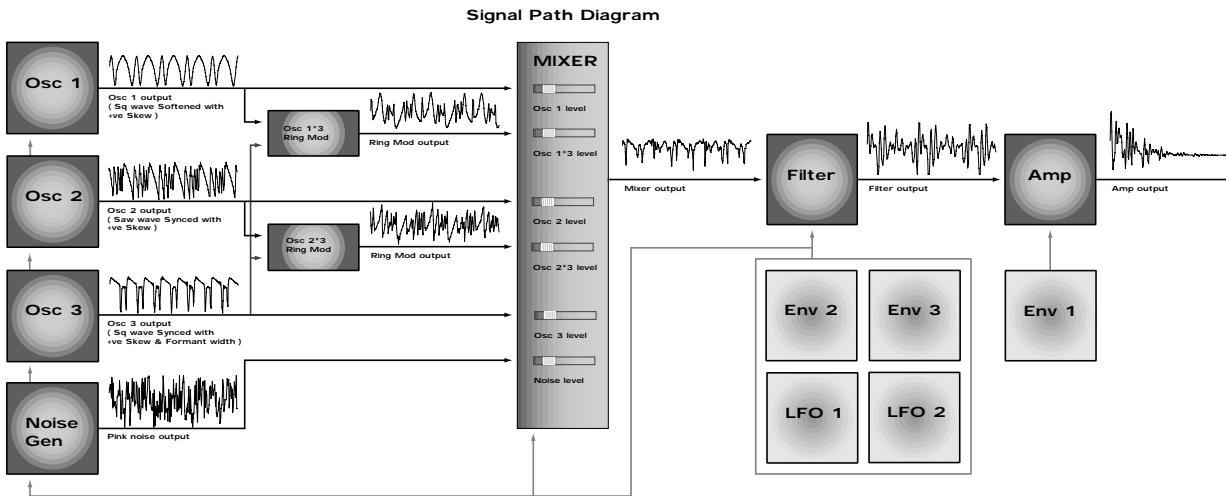 Signal Path Diagram
Osc 1
Osc 1 output
( Sq wave Softened with
+ve Skew )
Osc 1*3
Ring Mod
Ring Mod output
Osc 2
Osc 2 output
( Saw wave Synced with
+ve Skew )
Osc 2*3
Ring Mod
Ring Mod output
Osc 3
Osc 3 output
( Sq wave Synced with
+ve Skew & Formant width )
Noise
Gen
Pink noise output
MIXER
Osc 1 level
Osc 1*3 level
Osc 2 level
Osc 2*3 level
Osc 3 level
Noise level
Mixer output
Filter
Filter output
Amp
Amp output
Env 2
Env 3
Env 1
LFO 1
LFO 2